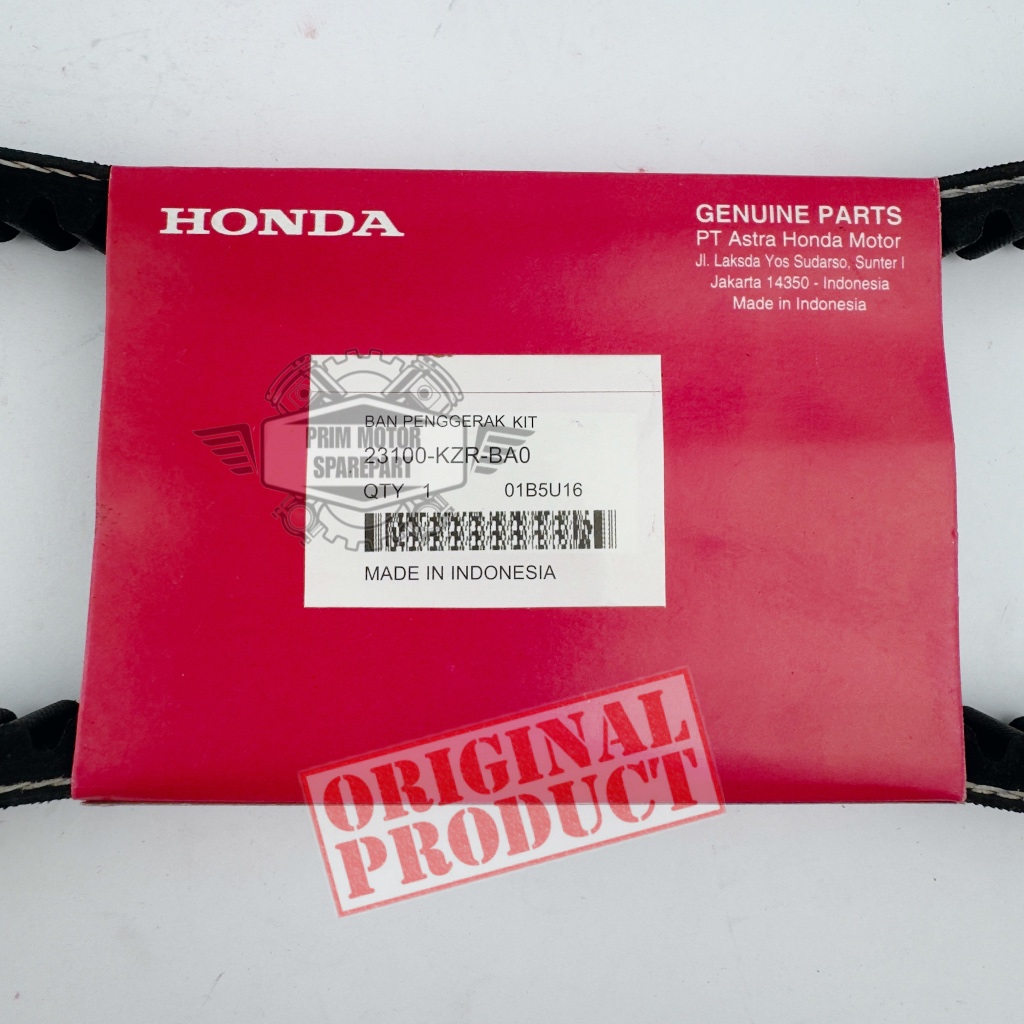 HONDA
GENUINE PARTS
PT Astra Honda Motor
Jl. Laksda Yos Sudarso, Sunter I
Jakarta 14350 - Indonesia
Made in Indonesia
BAN PENGGERAK KIT
PRIM MOTOR
SPAREPART
23100-KZR-BA0
QTY 1 01B5U16
MADE IN INDONESIA
ORIGINAL
PRODUCT